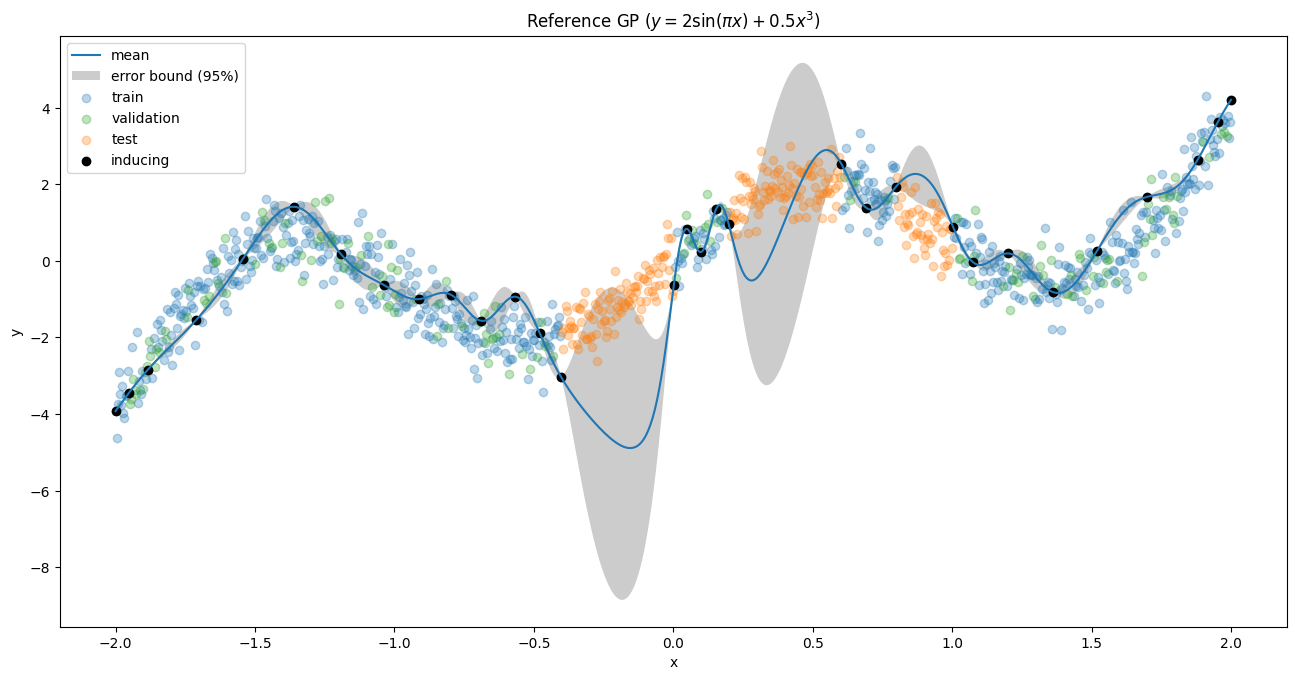 Reference GP (y = 2sin(πx) + 0.5x³)
mean
error bound (95%)
train
validation
test
inducing
y
4
2
0
−2
−4
−6
−8
−2.0 −1.5 −1.0 −0.5 0.0 0.5 1.0 1.5 2.0
x